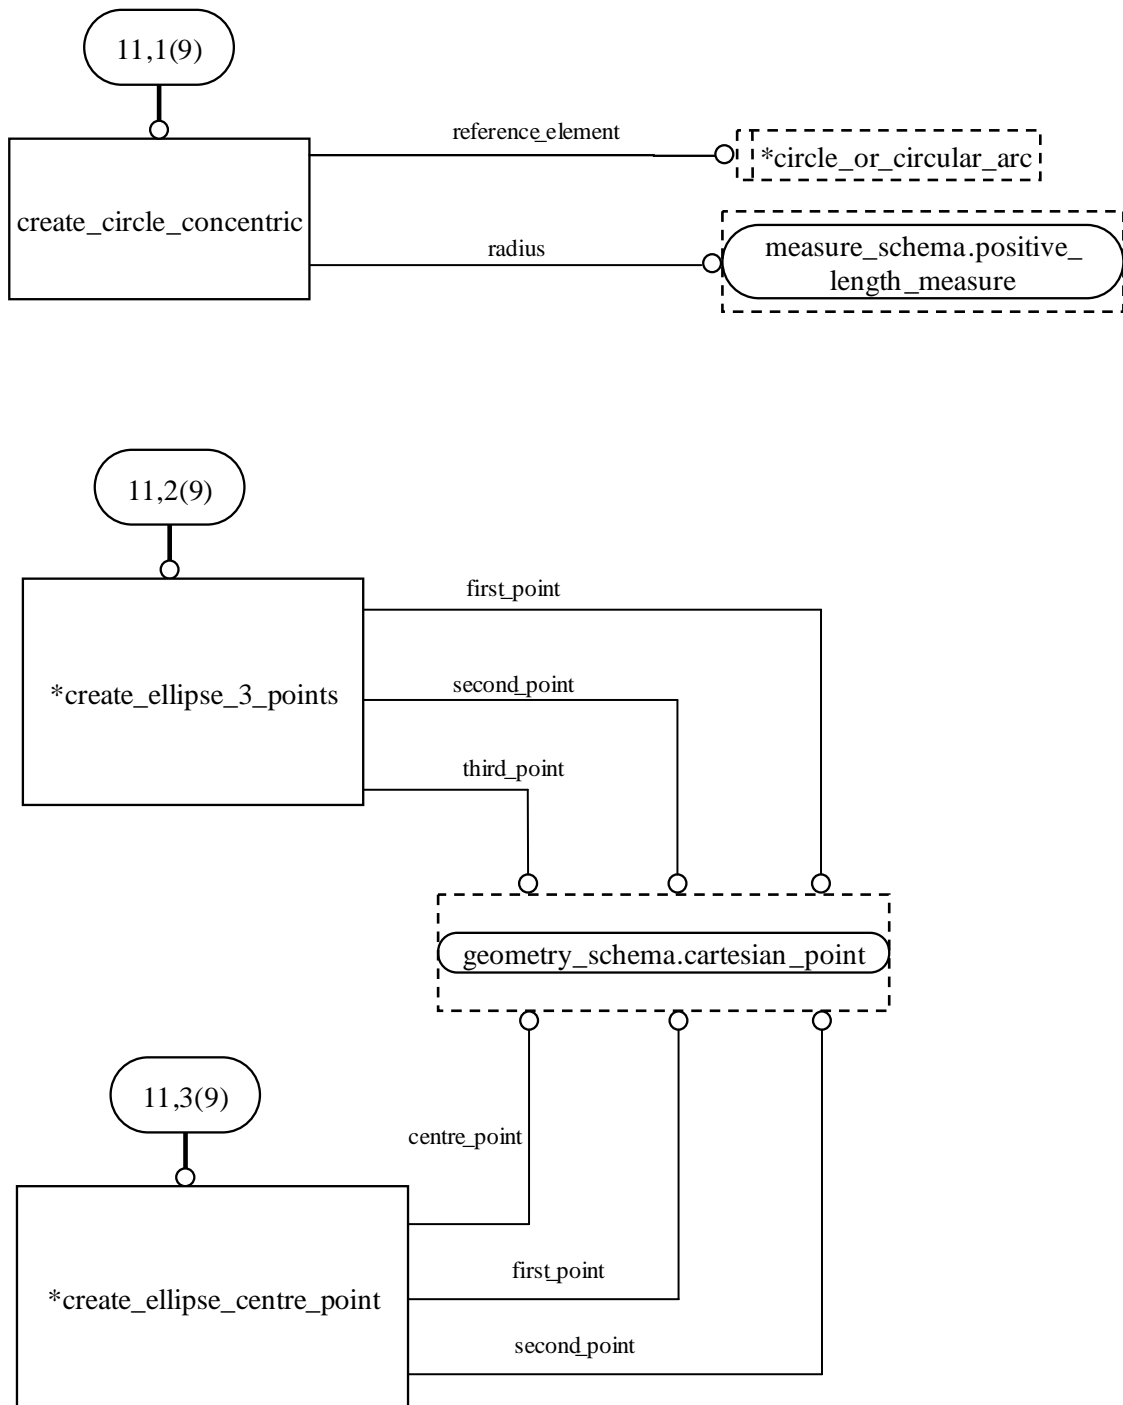 11,1(9)
reference_element
*circle_or_circular_arc
create_circle_concentric
radius
measure_schema.positive_
length_measure
11,2(9)
first_point
*create_ellipse_3_points
second_point
third_point
geometry_schema.cartesian_point
11,3(9)
centre_point
first_point
*create_ellipse_centre_point
second_point